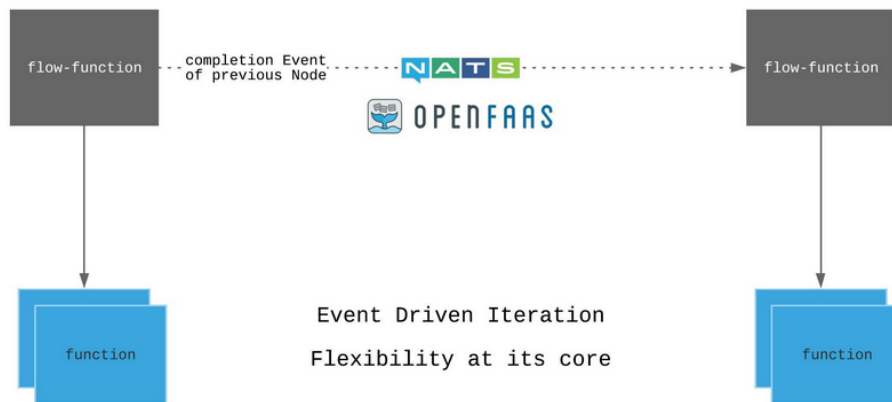 flow-function
completion Event
of previous Node
NATS
flow-function
OPENFAAS
Event Driven Iteration
function
Flexibility at its core
function